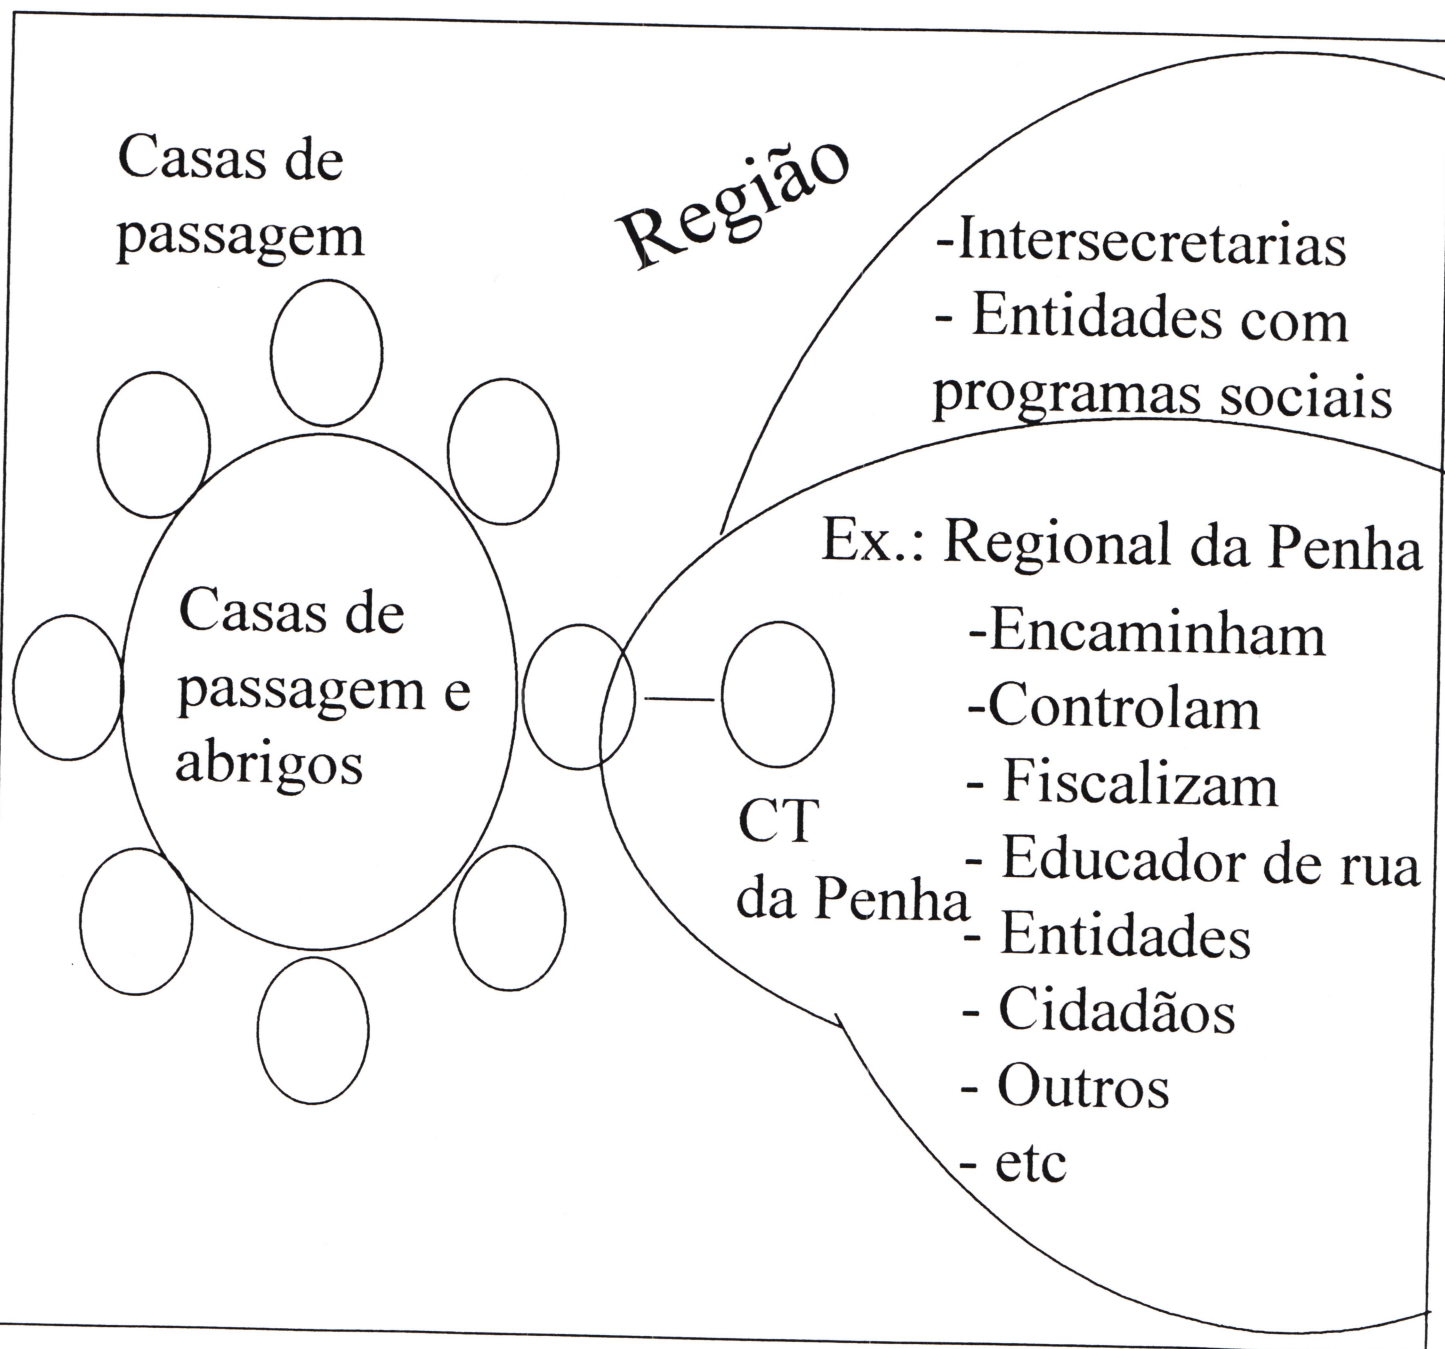 Casas de
passagem
Região
-Intersecretarias
- Entidades com
programas sociais
Casas de
passagem e
abrigos
CT
da Penha
Ex.: Regional da Penha
-Encaminham
-Controlam
- Fiscalizam
- Educador de rua
- Entidades
- Cidadãos
- Outros
- etc